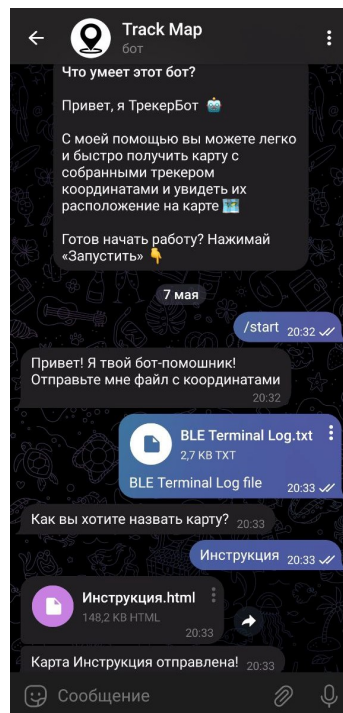 Track Map
бот
Что умеет этот бот?
Привет, я ТрекерБот 🤖
С моей помощью вы можете легко
и быстро получить карту с
собранными трекером
координатами и увидеть их
расположение на карте 🗺️
Готов начать работу? Нажимай
«Запустить» 👇
7 мая
/start 20:32
Привет! Я твой бот-помошник!
Отправьте мне файл с координатами
20:32
BLE Terminal Log.txt
2,7 KB TXT
BLE Terminal Log file 20:33
Как вы хотите назвать карту? 20:33
Инструкция 20:33
Инструкция.html
148,2 KB HTML
20:33
Карта Инструкция отправлена! 20:33
Сообщение